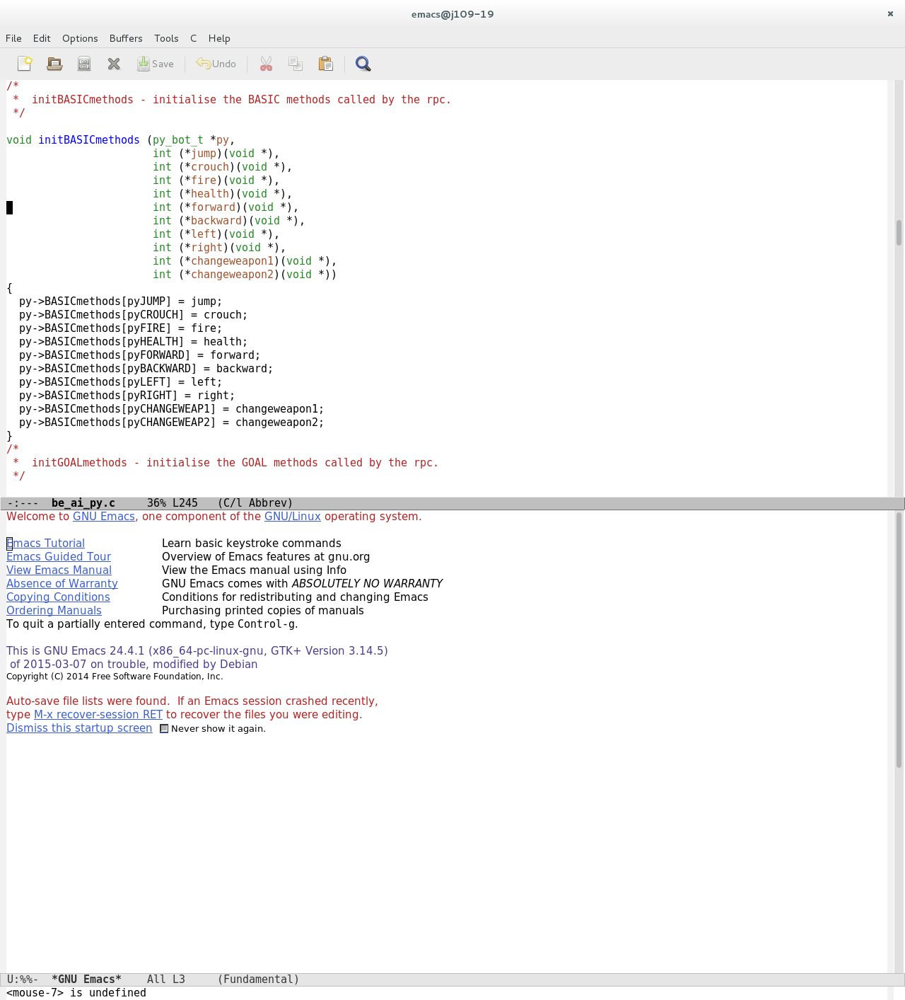 emacs@j109-19
File Edit Options Buffers Tools C Help
Save Undo
/*
 *  initBASICmethods - initialise the BASIC methods called by the rpc.
 */
void initBASICmethods (py_bot_t *py,
                       int (*jump)(void *),
                       int (*crouch)(void *),
                       int (*fire)(void *),
                       int (*health)(void *),
                       int (*forward)(void *),
                       int (*backward)(void *),
                       int (*left)(void *),
                       int (*right)(void *),
                       int (*changeweapon1)(void *),
                       int (*changeweapon2)(void *))
{
  py->BASICmethods[pyJUMP] = jump;
  py->BASICmethods[pyCROUCH] = crouch;
  py->BASICmethods[pyFIRE] = fire;
  py->BASICmethods[pyHEALTH] = health;
  py->BASICmethods[pyFORWARD] = forward;
  py->BASICmethods[pyBACKWARD] = backward;
  py->BASICmethods[pyLEFT] = left;
  py->BASICmethods[pyRIGHT] = right;
  py->BASICmethods[pyCHANGEWEAP1] = changeweapon1;
  py->BASICmethods[pyCHANGEWEAP2] = changeweapon2;
}
/*
 *  initGOALmethods - initialise the GOAL methods called by the rpc.
 */
-:---  be_ai_py.c     36% L245   (C/l Abbrev)
Welcome to GNU Emacs, one component of the GNU/Linux operating system.
Emacs Tutorial Learn basic keystroke commands
Emacs Guided Tour Overview of Emacs features at gnu.org
View Emacs Manual View the Emacs manual using Info
Absence of Warranty GNU Emacs comes with ABSOLUTELY NO WARRANTY
Copying Conditions Conditions for redistributing and changing Emacs
Ordering Manuals Purchasing printed copies of manuals
To quit a partially entered command, type Control-g.
This is GNU Emacs 24.4.1 (x86_64-pc-linux-gnu, GTK+ Version 3.14.5)
 of 2015-03-07 on trouble, modified by Debian
Copyright (C) 2014 Free Software Foundation, Inc.
Auto-save file lists were found.  If an Emacs session crashed recently,
type M-x recover-session RET to recover the files you were editing.
Dismiss this startup screen Never show it again.
U:%%-  *GNU Emacs*    All L3     (Fundamental)
<mouse-7> is undefined